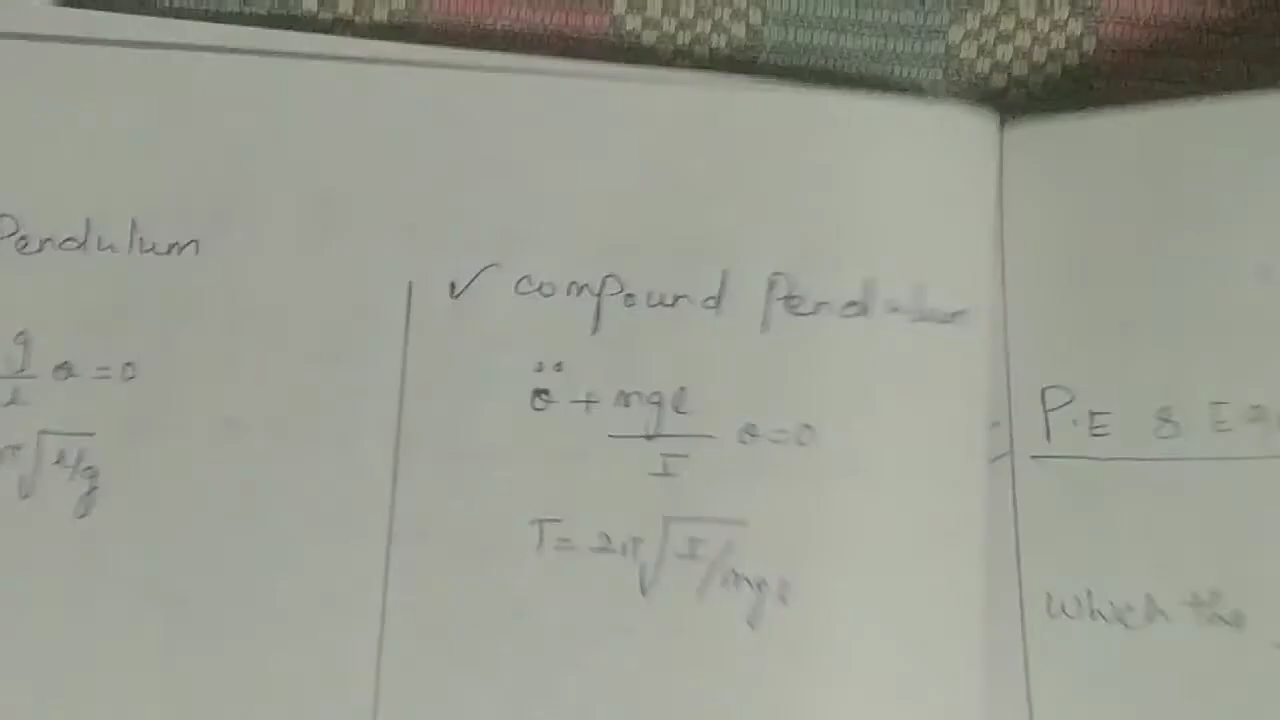 Pendulum
g/l θ = 0
π√l/g
✓ compound Pendulum
θ̈ + mgl/I θ = 0
T = 2π√I/mgl
P.E & E
which the